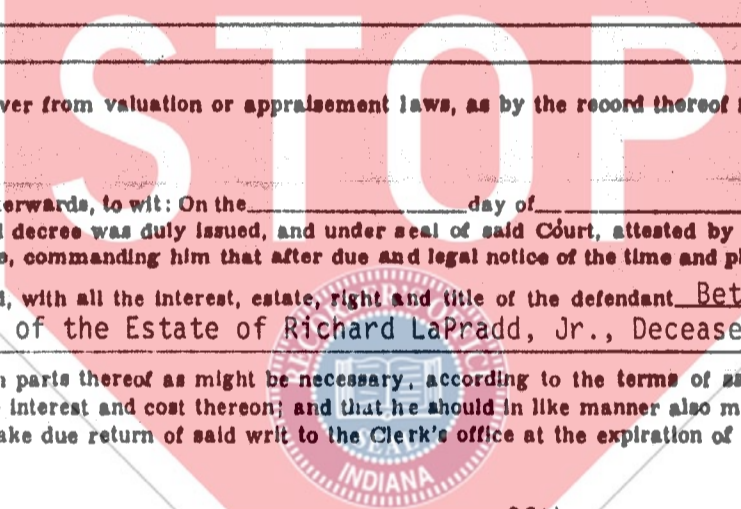 STOP
ver from valuation or appraisement laws, as by the record thereof
erwards, to wit: On the____________day of____________
decree was duly issued, and under seal of said Court, attested by
, commanding him that after due and legal notice of the time and pl
, with all the interest, estate, right and title of the defendant Bet
of the Estate of Richard LaPradd, Jr., Decease
parts thereof as might be necessary, according to the terms of sa
interest and cost thereon; and that he should in like manner also m
ake due return of said writ to the Clerk's office at the expiration of
RECORDER'S OFFICE
SEAL
INDIANA